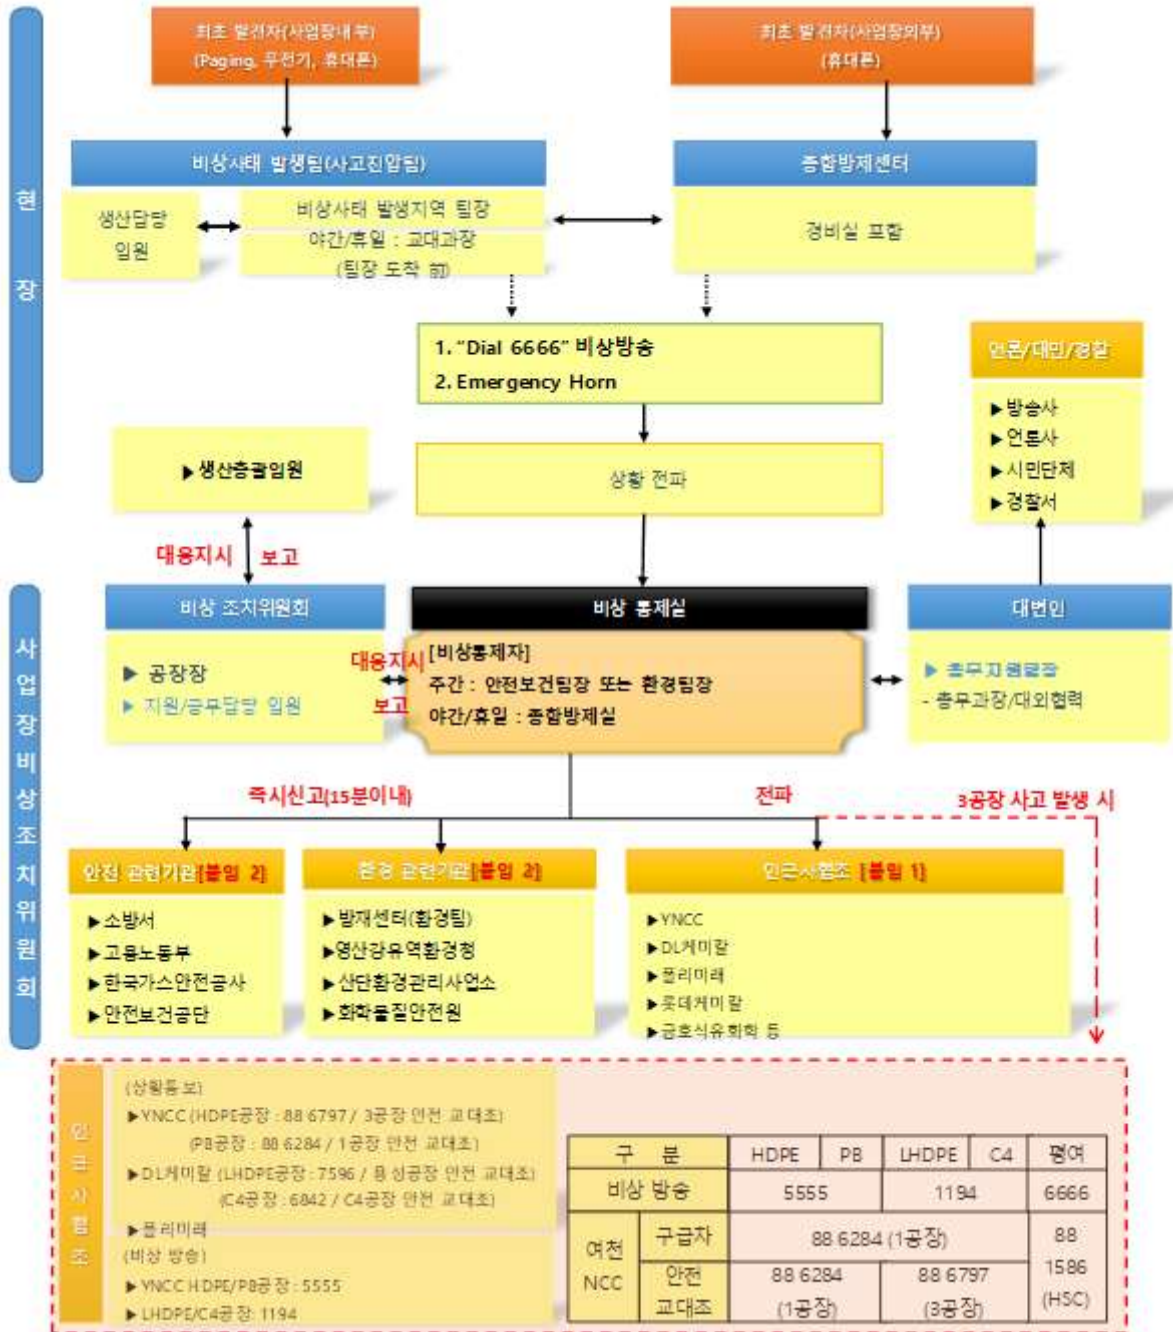 최초 발견자(사업장내부)
(Paging, 무전기, 휴대폰)
최초 발견자(사업장외부)
(휴대폰)
현장
비상사태 발생팀(사고진압팀)
종합방제센터
생산담당
임원
비상사태 발생지역 팀장
야간/휴일 : 교대과장
(팀장 도착 前)
경비실 포함
1. “Dial 6666” 비상방송
2. Emergency Horn
언론/대민/경찰
▶방송사
▶언론사
▶시민단체
▶경찰서
▶생산총괄임원
상황 전파
대응지시
보고
사업장비상조치위원회
비상 조치위원회
비상 통제실
대변인
▶ 공장장
▶ 지원/공무담당 임원
대응지시
보고
[비상통제자]
주간 : 안전보건팀장 또는 환경팀장
야간/휴일 : 종합방제실
▶ 총무지원팀장
- 총무과장/대외협력
즉시신고(15분이내)
전파
3공장 사고 발생 시
안전 관련기관[붙임 2]
▶소방서
▶고용노동부
▶한국가스안전공사
▶안전보건공단
환경 관련기관[붙임 2]
▶방재센터(환경팀)
▶영산강유역환경청
▶산단환경관리사업소
▶화학물질안전원
인근사협조 [붙임 1]
▶YNCC
▶DL케미칼
▶폴리미래
▶롯데케미칼
▶금호석유화학 등
인근사협조
(상황통보)
▶YNCC (HDPE공장 : 88 6797 / 3공장 안전 교대조)
(PB공장 : 88 6284 / 1공장 안전 교대조)
▶DL케미칼 (LHDPE공장 : 7596 / 용성공장 안전 교대조)
(C4공장 : 6842 / C4공장 안전 교대조)
▶폴리미래
(비상 방송)
▶YNCC HDPE/PB공장 : 5555
▶LHDPE/C4공장: 1194
구 분 HDPE PB LHDPE C4 평여
비상 방송 5555 1194 6666
여천 NCC 구급차 88 6284 (1공장) 88 1586 (HSC)
안전 교대조 88 6284 (1공장) 88 6797 (3공장)